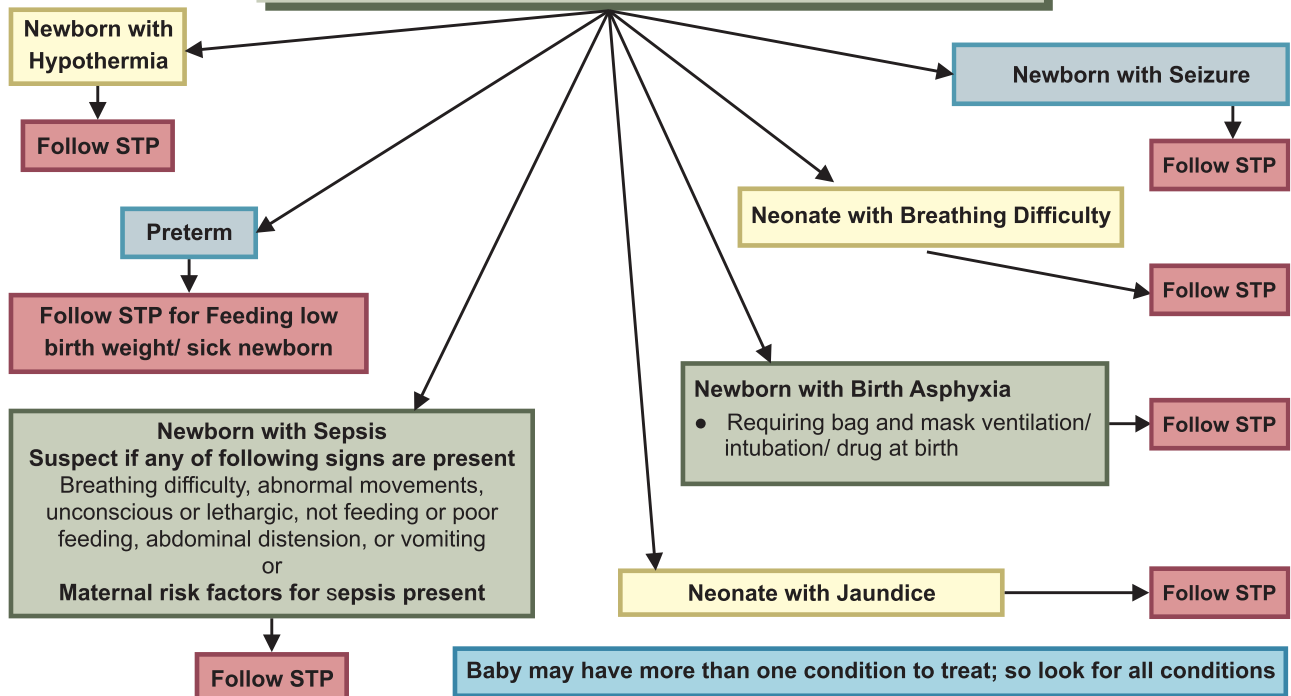 Newborn with
Hypothermia
Follow STP
Newborn with Seizure
Follow STP
Preterm
Follow STP for Feeding low
birth weight/ sick newborn
Neonate with Breathing Difficulty
Follow STP
Newborn with Birth Asphyxia
● Requiring bag and mask ventilation/
intubation/ drug at birth
Follow STP
Newborn with Sepsis
Suspect if any of following signs are present
Breathing difficulty, abnormal movements,
unconscious or lethargic, not feeding or poor
feeding, abdominal distension, or vomiting
or
Maternal risk factors for sepsis present
Follow STP
Neonate with Jaundice
Follow STP
Baby may have more than one condition to treat; so look for all conditions